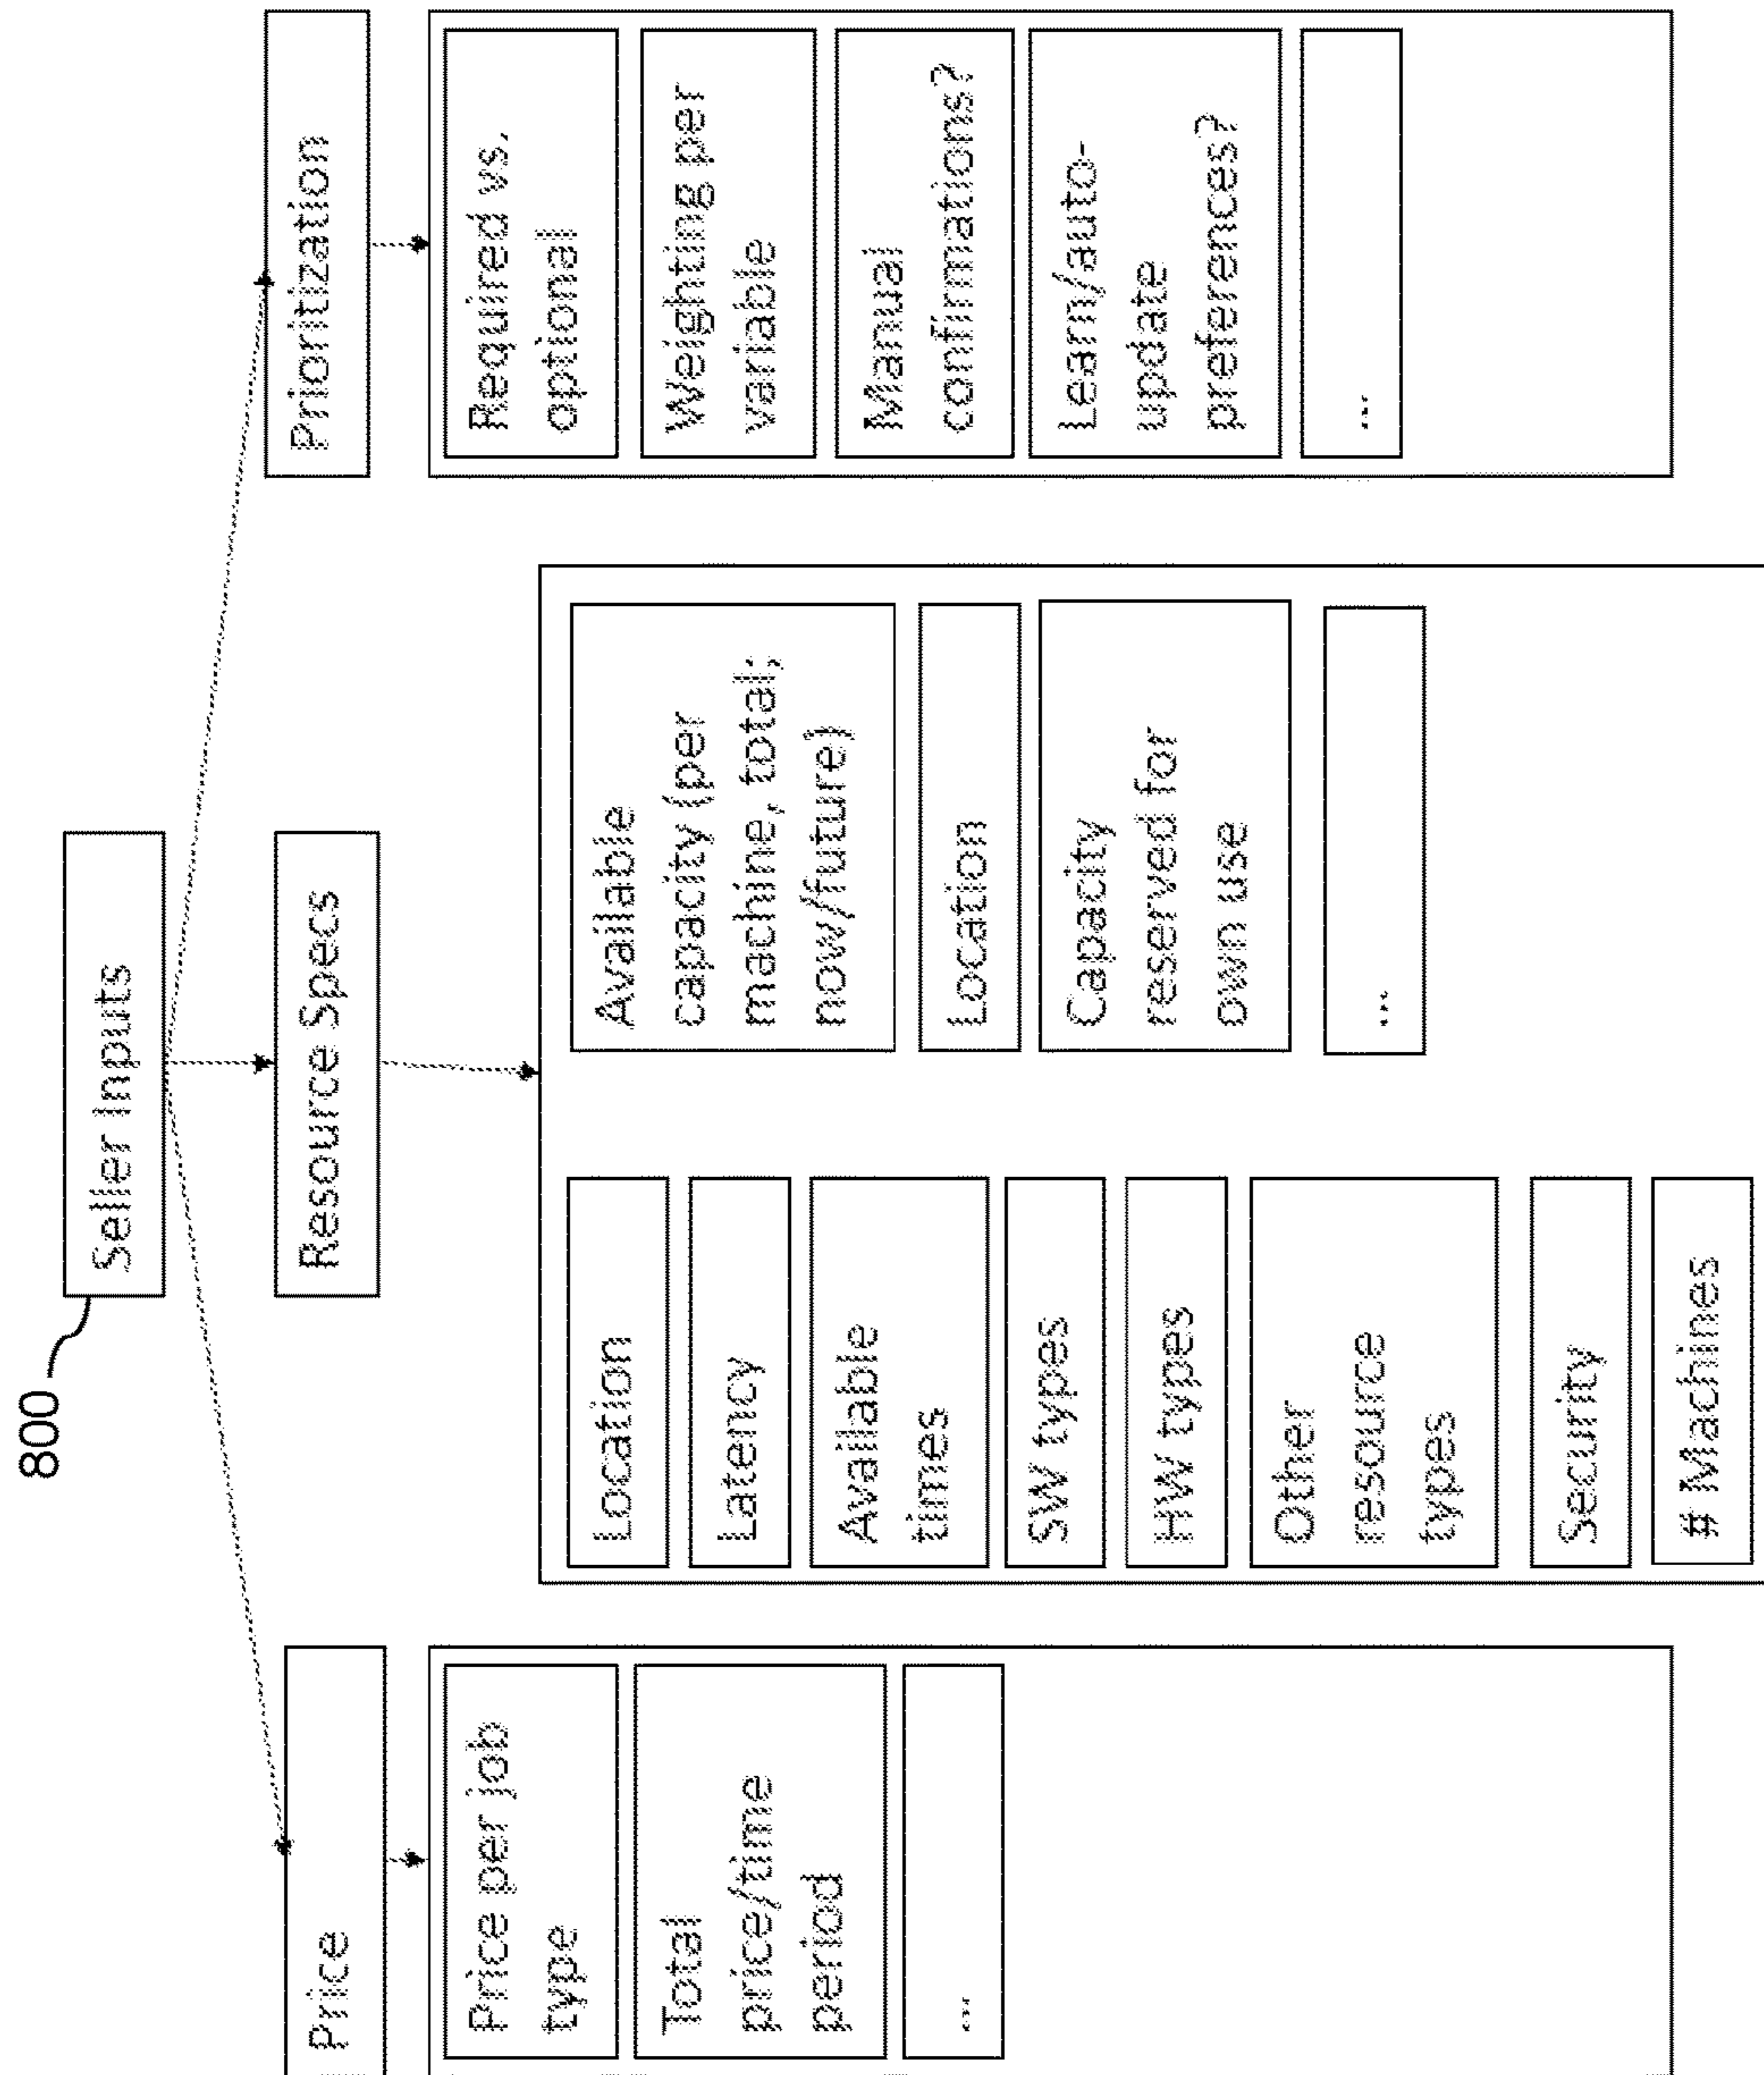 800
Seller Inputs
Price
Price per job
type
Total
price/time
period
...
Resource Specs
Location
Latency
Available
times
SW types
HW types
Other
resource
types
Security
# Machines
Available
capacity (per
machine, total;
now/future)
Location
Capacity
reserved for
own use
...
Prioritization
Required vs.
optional
Weighting per
variable
Manual
confirmations?
Learn/auto-
update
preferences?
...